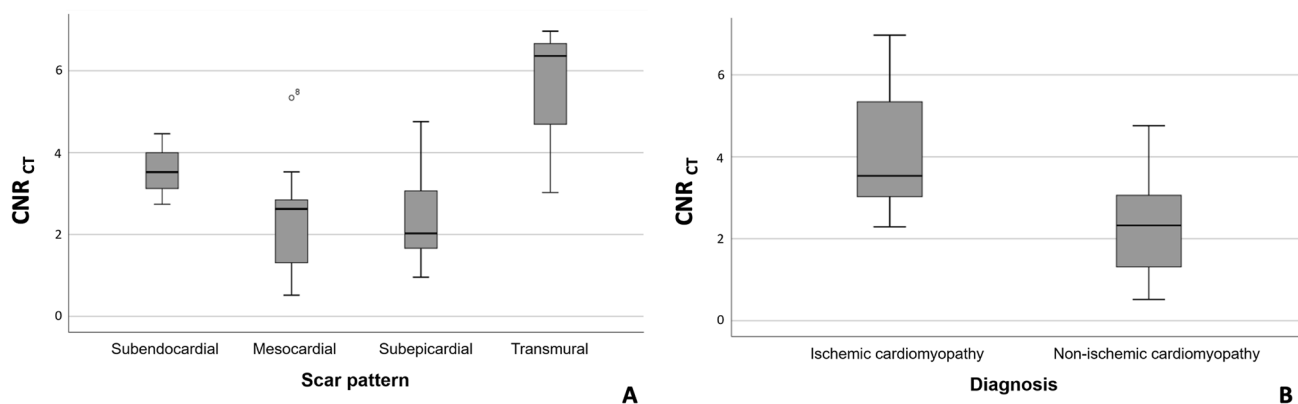 6
4
2
0
CNR CT
8
Subendocardial Mesocardial Subepicardial Transmural
Scar pattern
A
6
4
2
0
CNR CT
Ischemic cardiomyopathy Non-ischemic cardiomyopathy
Diagnosis
B